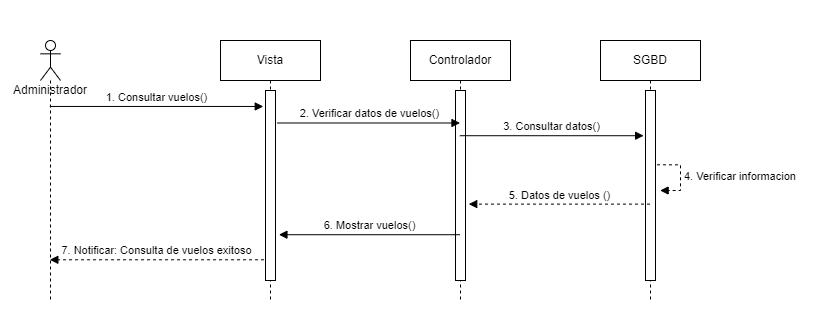 Vista
Controlador
SGBD
Administrador
1. Consultar vuelos()
2. Verificar datos de vuelos()
3. Consultar datos()
4. Verificar informacion
5. Datos de vuelos ()
6. Mostrar vuelos()
7. Notificar: Consulta de vuelos exitoso